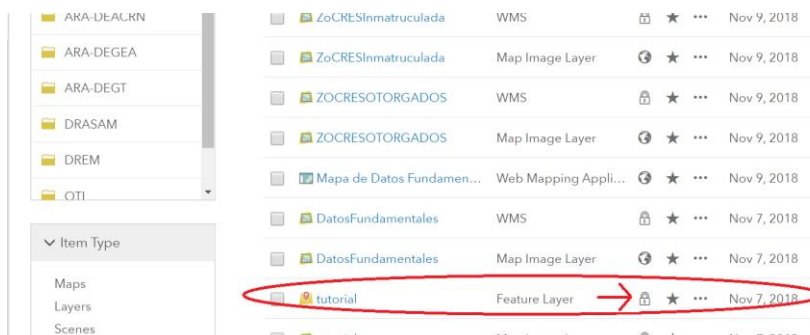 ARA-DEACRN
ARA-DEGEA
ARA-DEGT
DRASAM
DREM
OTI
Item Type
Maps
Layers
Scenes
ZoCRESInmatruculada WMS Nov 9, 2018
ZoCRESInmatruculada Map Image Layer Nov 9, 2018
ZOCRESOTORGADOS WMS Nov 9, 2018
ZOCRESOTORGADOS Map Image Layer Nov 9, 2018
Mapa de Datos Fundamen... Web Mapping Appli... Nov 9, 2018
DatosFundamentales WMS Nov 7, 2018
DatosFundamentales Map Image Layer Nov 7, 2018
tutorial Feature Layer Nov 7, 2018